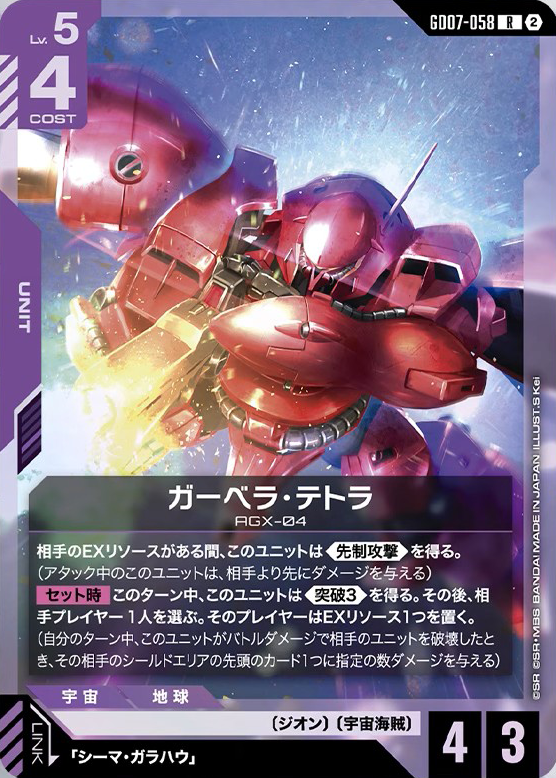 Lv. 5
4
COST
GD07-058 R 2
UNIT
ガーベラ・テトラ
AGX-04
相手のEXリソースがある間、このユニットは 先制攻撃 を得る。
(アタック中のこのユニットは、相手より先にダメージを与える)
セット時 このターン中、このユニットは 突破3 を得る。その後、相
手プレイヤー1人を選ぶ。そのプレイヤーはEXリソース1つを置く。
(自分のターン中、このユニットがバトルダメージで相手のユニットを破壊したと
き、その相手のシールドエリアの先頭のカード1つに指定の数ダメージを与える)
宇宙 地球
〔ジオン〕〔宇宙海賊〕
LINK
「シーマ・ガラハウ」
4 3
©SR ©SR・MBS BANDAI MADE IN JAPAN ILLUST.S Kei